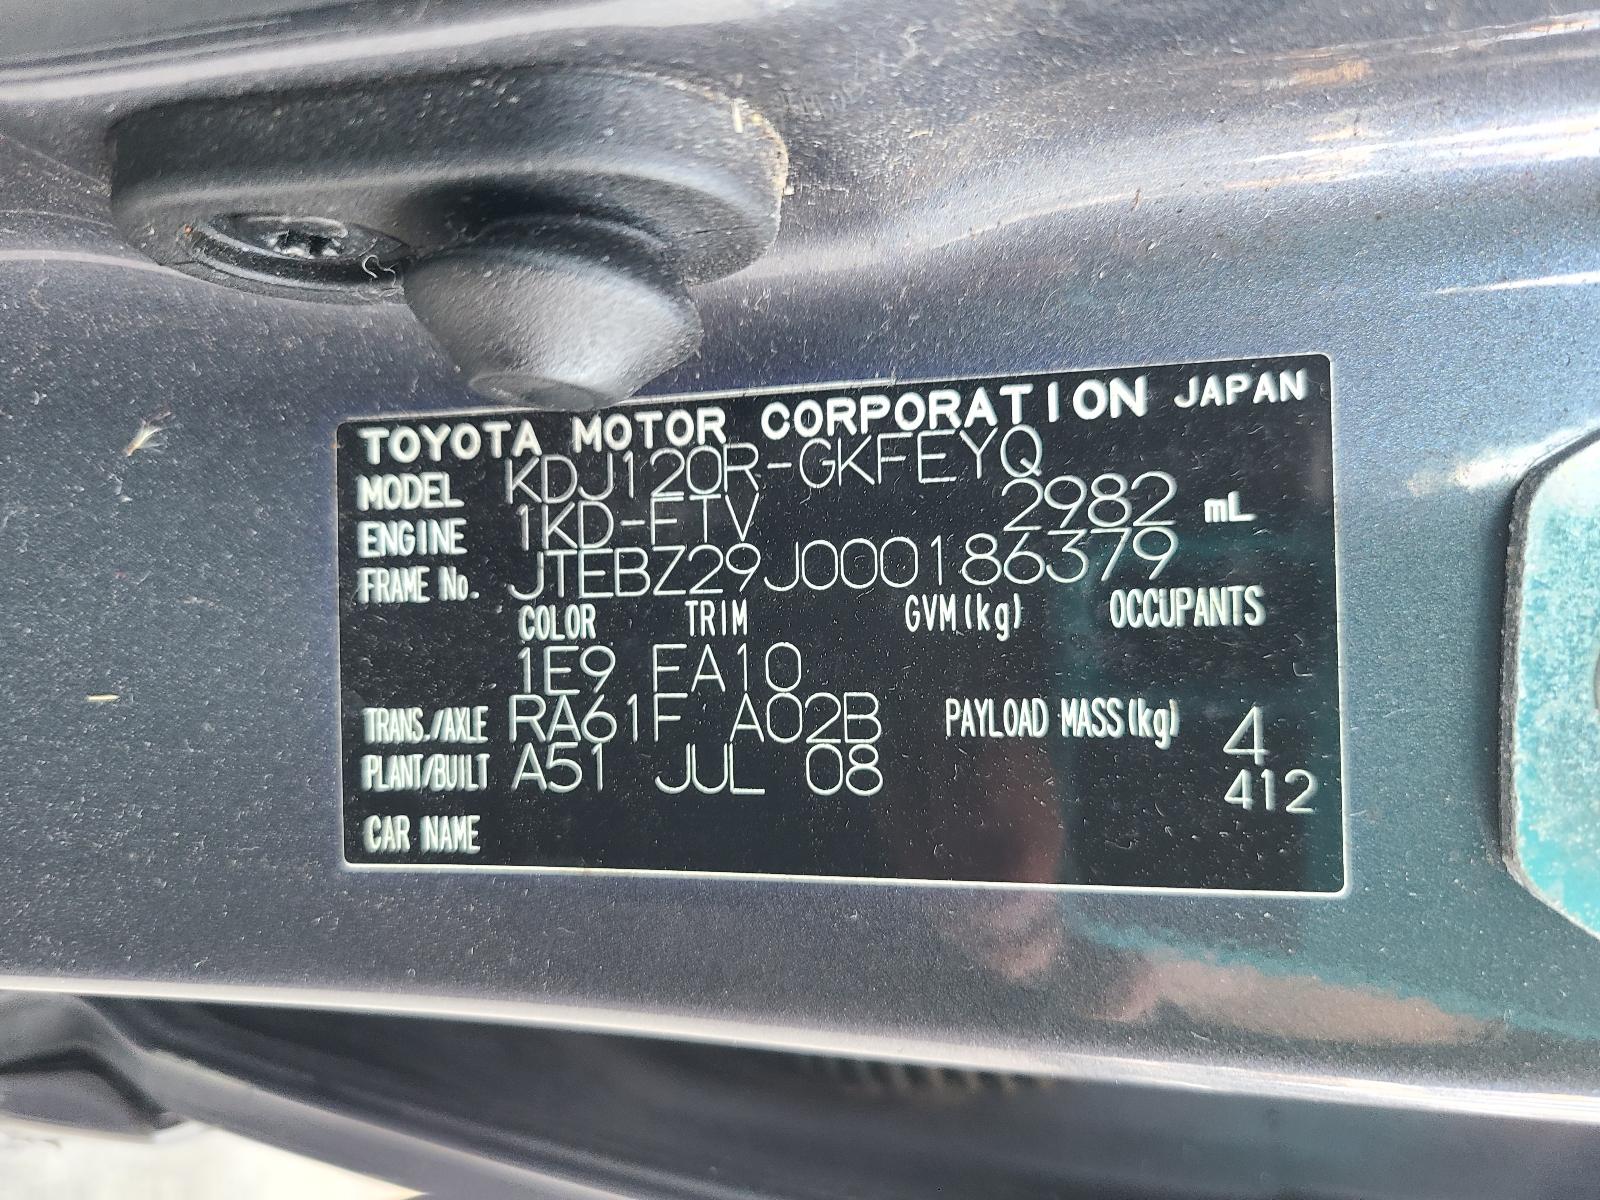 TOYOTA MOTOR CORPORATION JAPAN
MODEL KDJ120R-GKFEYQ
ENGINE 1KD-FTV 2982 mL
FRAME No. JTEBZ29J000186379
COLOR TRIM GVM(kg) OCCUPANTS
1E9 FA10
TRANS./AXLE RA61F A02B PAYLOAD MASS(kg) 4
PLANT/BUILT A51 JUL 08 412
CAR NAME